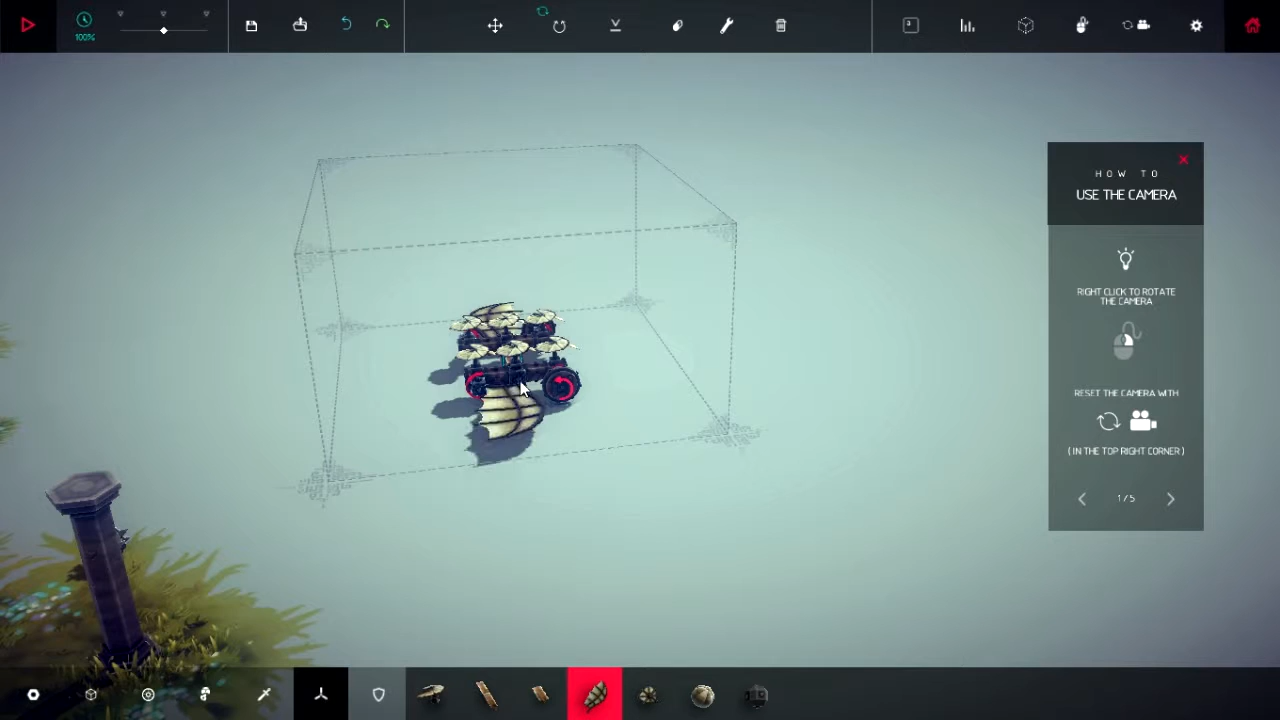 100%
HOW TO
USE THE CAMERA
RIGHT CLICK TO ROTATE
THE CAMERA
RESET THE CAMERA WITH
( IN THE TOP RIGHT CORNER )
1/5